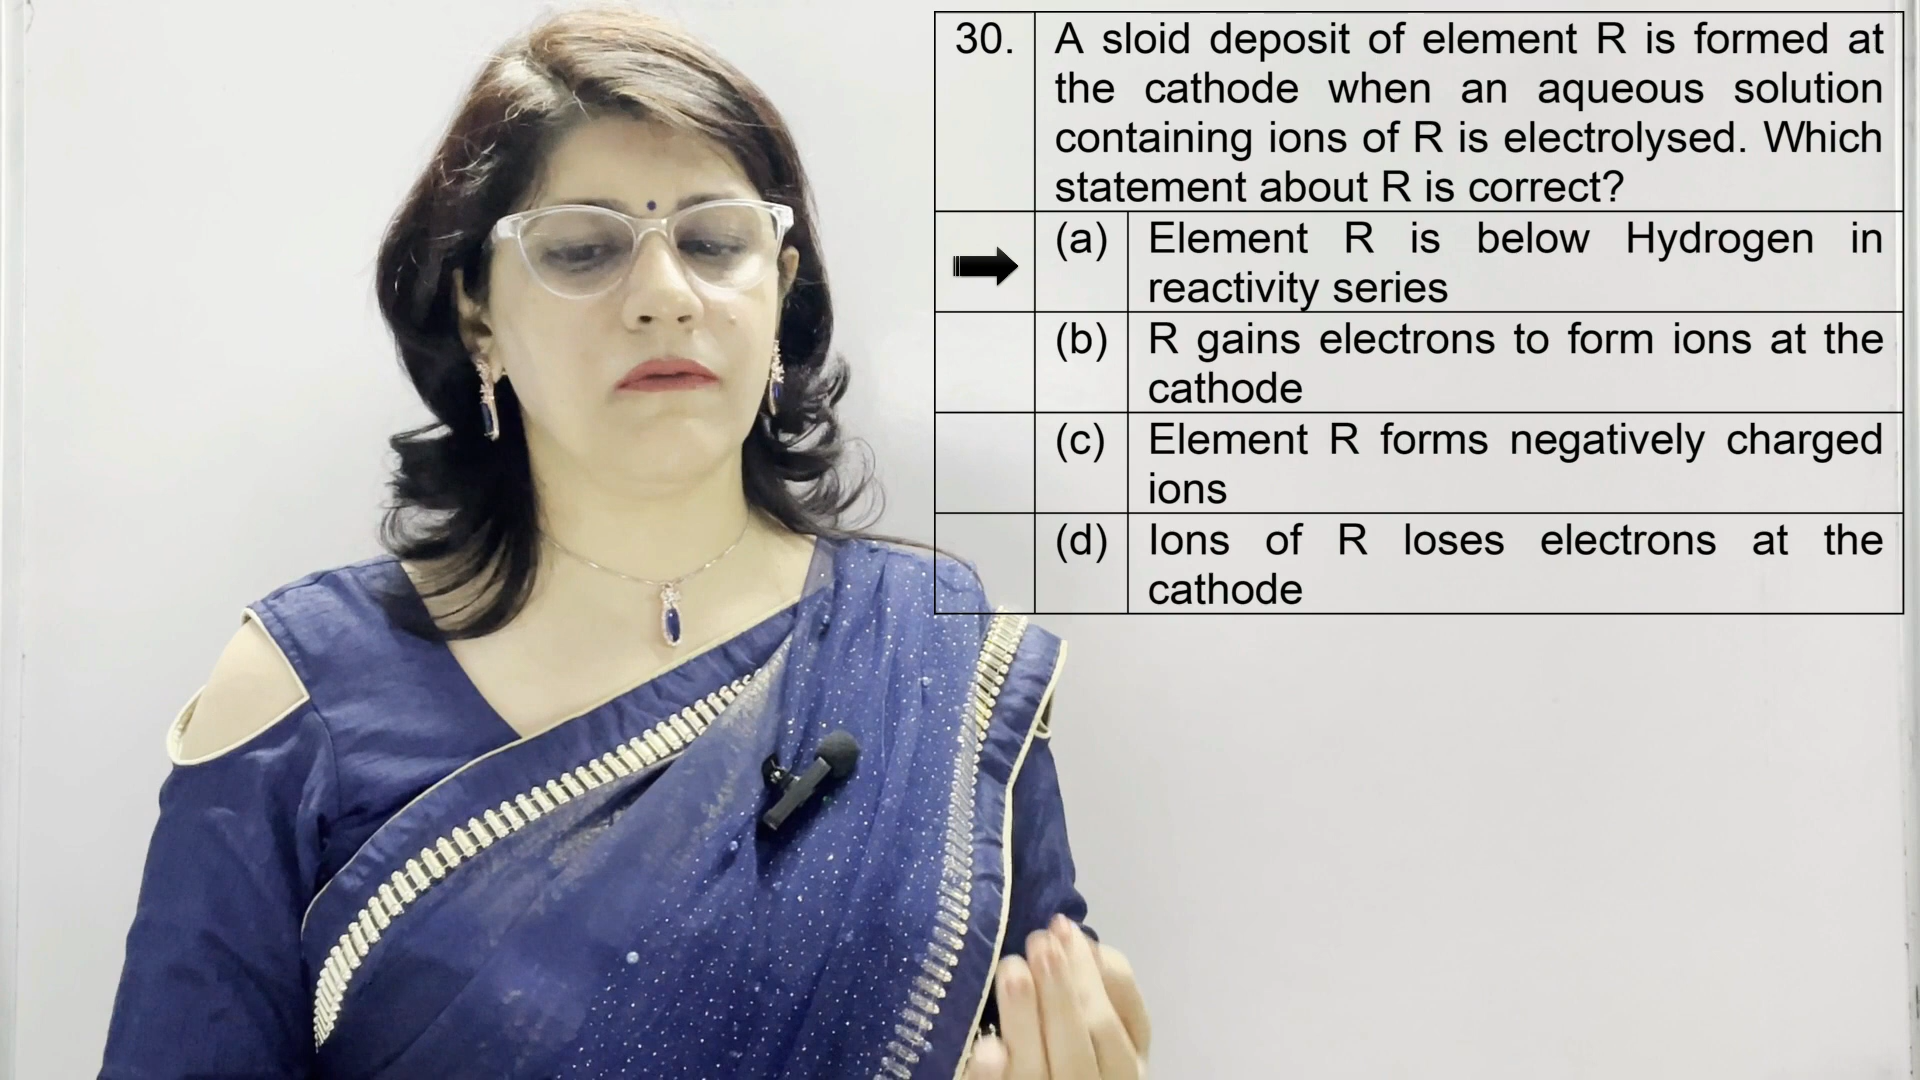 30. A sloid deposit of element R is formed at
the cathode when an aqueous solution
containing ions of R is electrolysed. Which
statement about R is correct?
(a) Element R is below Hydrogen in
reactivity series
(b) R gains electrons to form ions at the
cathode
(c) Element R forms negatively charged
ions
(d) Ions of R loses electrons at the
cathode